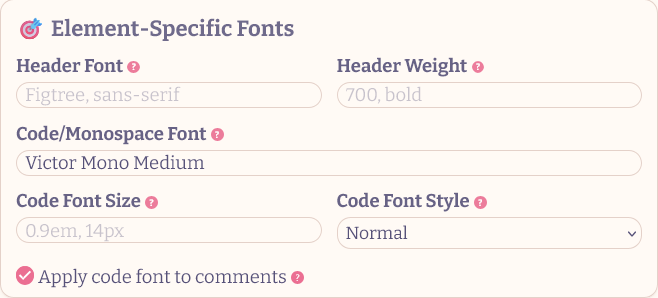 🎯 Element-Specific Fonts
Header Font ?
Header Weight ?
Figtree, sans-serif
700, bold
Code/Monospace Font ?
Victor Mono Medium
Code Font Size ?
Code Font Style ?
0.9em, 14px
Normal
Apply code font to comments ?